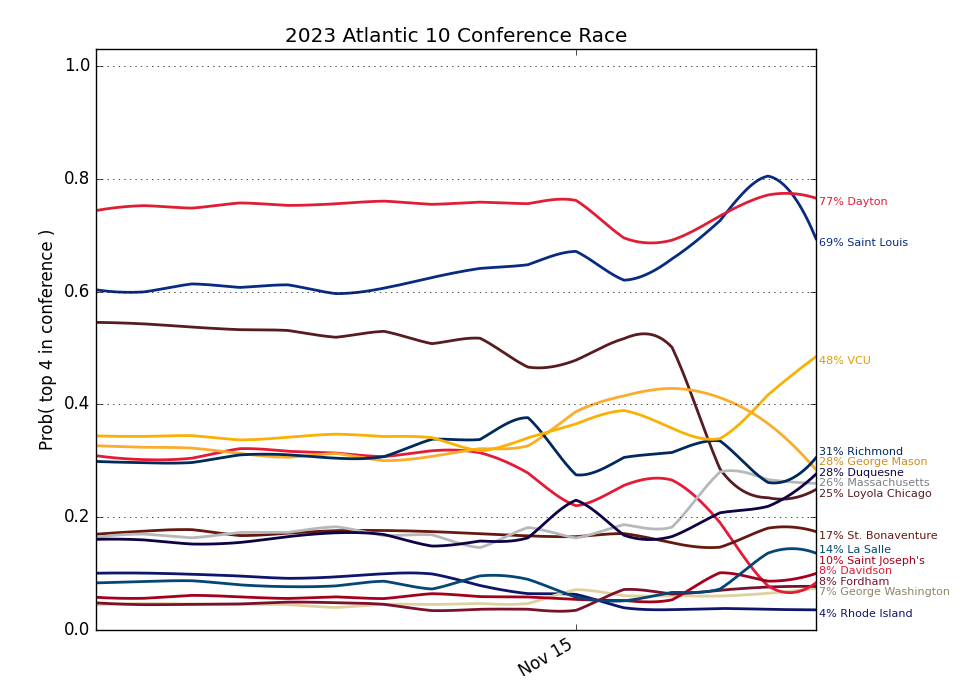 2023 Atlantic 10 Conference Race
Prob( top 4 in conference )
1.0
0.8
0.6
0.4
0.2
0.0
Nov 15
77% Dayton
69% Saint Louis
48% VCU
31% Richmond
28% George Mason
28% Duquesne
26% Massachusetts
25% Loyola Chicago
17% St. Bonaventure
14% La Salle
10% Saint Joseph's
8% Davidson
8% Fordham
7% George Washington
4% Rhode Island